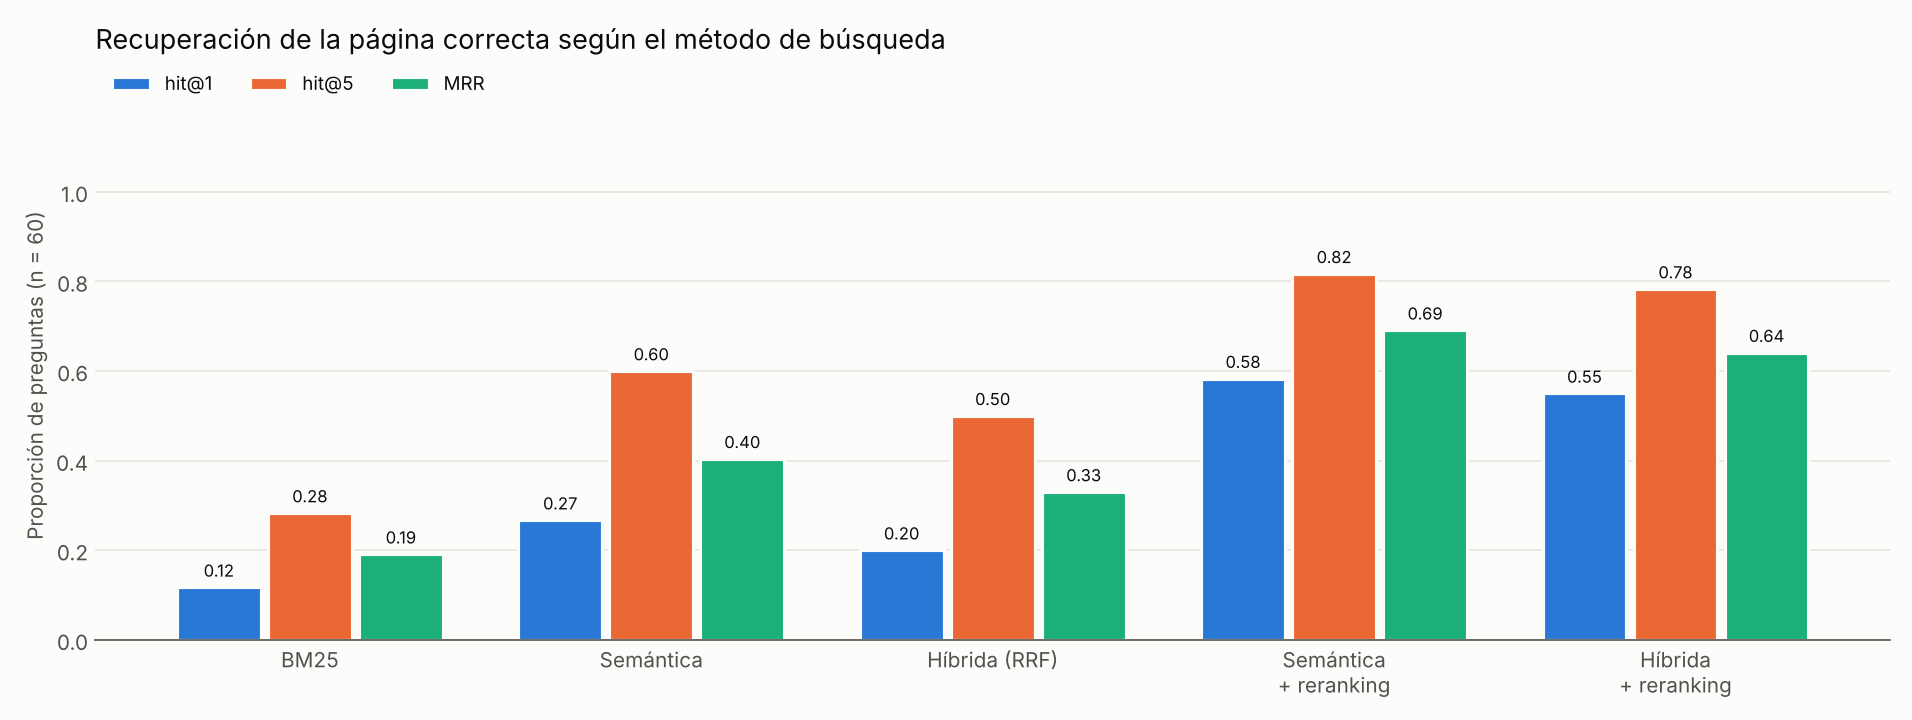 Recuperación de la página correcta según el método de búsqueda
hit@1 hit@5 MRR
Proporción de preguntas (n = 60)
1.0
0.8
0.6
0.4
0.2
0.0
0.12 0.28 0.19
0.27 0.60 0.40
0.20 0.50 0.33
0.58 0.82 0.69
0.55 0.78 0.64
BM25
Semántica
Híbrida (RRF)
Semántica
+ reranking
Híbrida
+ reranking